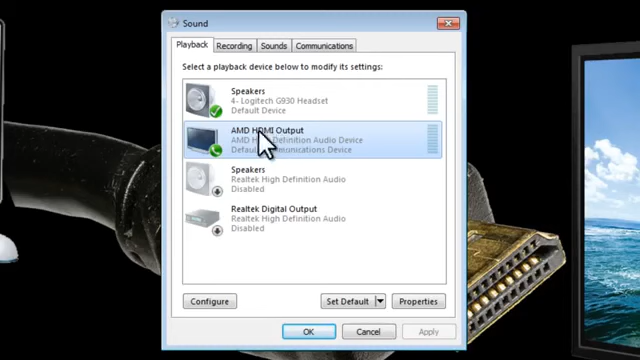 Sound
Playback
Recording
Sounds
Communications
Select a playback device below to modify its settings:
Speakers
4- Logitech G930 Headset
Default Device
AMD HDMI Output
AMD High Definition Audio Device
Default Communications Device
Speakers
Realtek High Definition Audio
Disabled
Realtek Digital Output
Realtek High Definition Audio
Disabled
Configure
Set Default
Properties
OK
Cancel
Apply